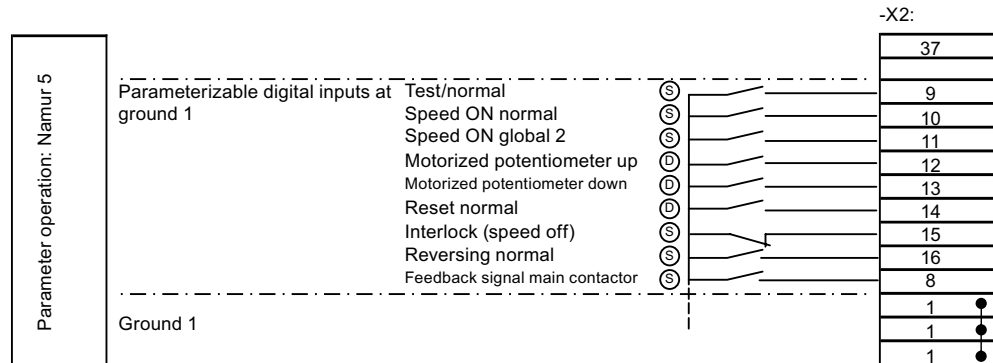 -X2:
37
Parameter operation: Namur 5
Parameterizable digital inputs at
ground 1
Test/normal S 9
Speed ON normal S 10
Speed ON global 2 S 11
Motorized potentiometer up D 12
Motorized potentiometer down D 13
Reset normal D 14
Interlock (speed off) S 15
Reversing normal S 16
Feedback signal main contactor S 8
Ground 1
1
1
1